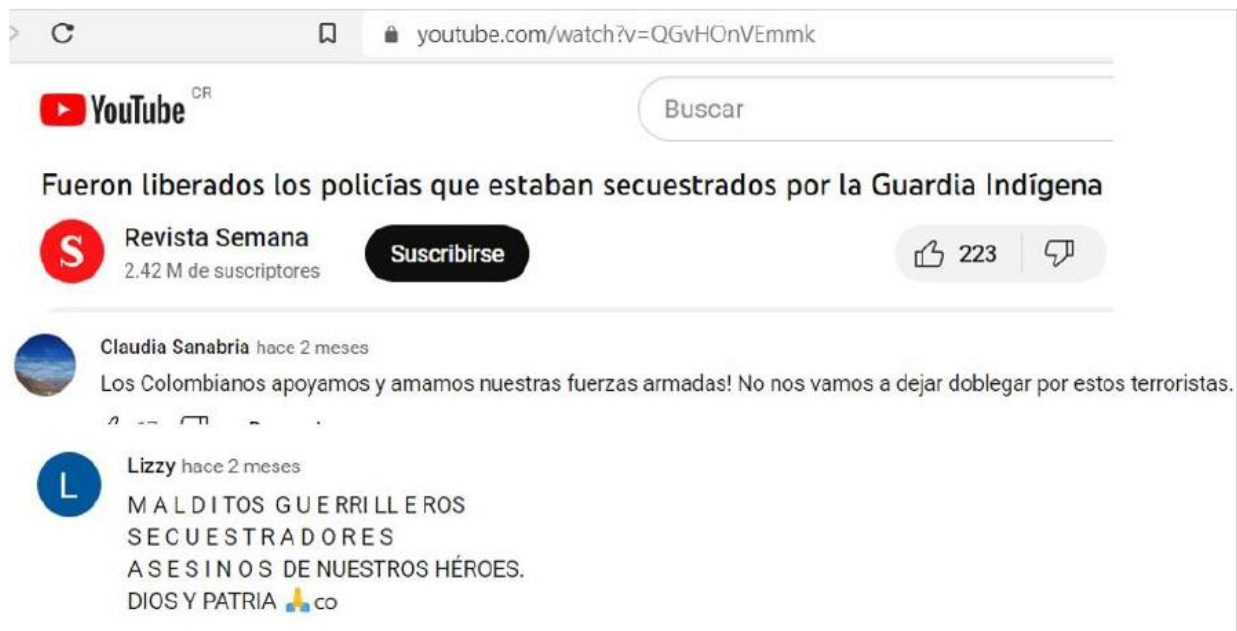 youtube.com/watch?v=QGvHOnVEmmk
YouTube CR
Buscar
Fueron liberados los policías que estaban secuestrados por la Guardia Indígena
S
Revista Semana
2.42 M de suscriptores
Suscribirse
223
Claudia Sanabria hace 2 meses
Los Colombianos apoyamos y amamos nuestras fuerzas armadas! No nos vamos a dejar doblegar por estos terroristas.
L
Lizzy hace 2 meses
M A L D I T O S G U E R R I L L E R O S
S E C U E S T R A D O R E S
A S E S I N O S DE NUESTROS HÉROES.
DIOS Y PATRIA 🙏 co